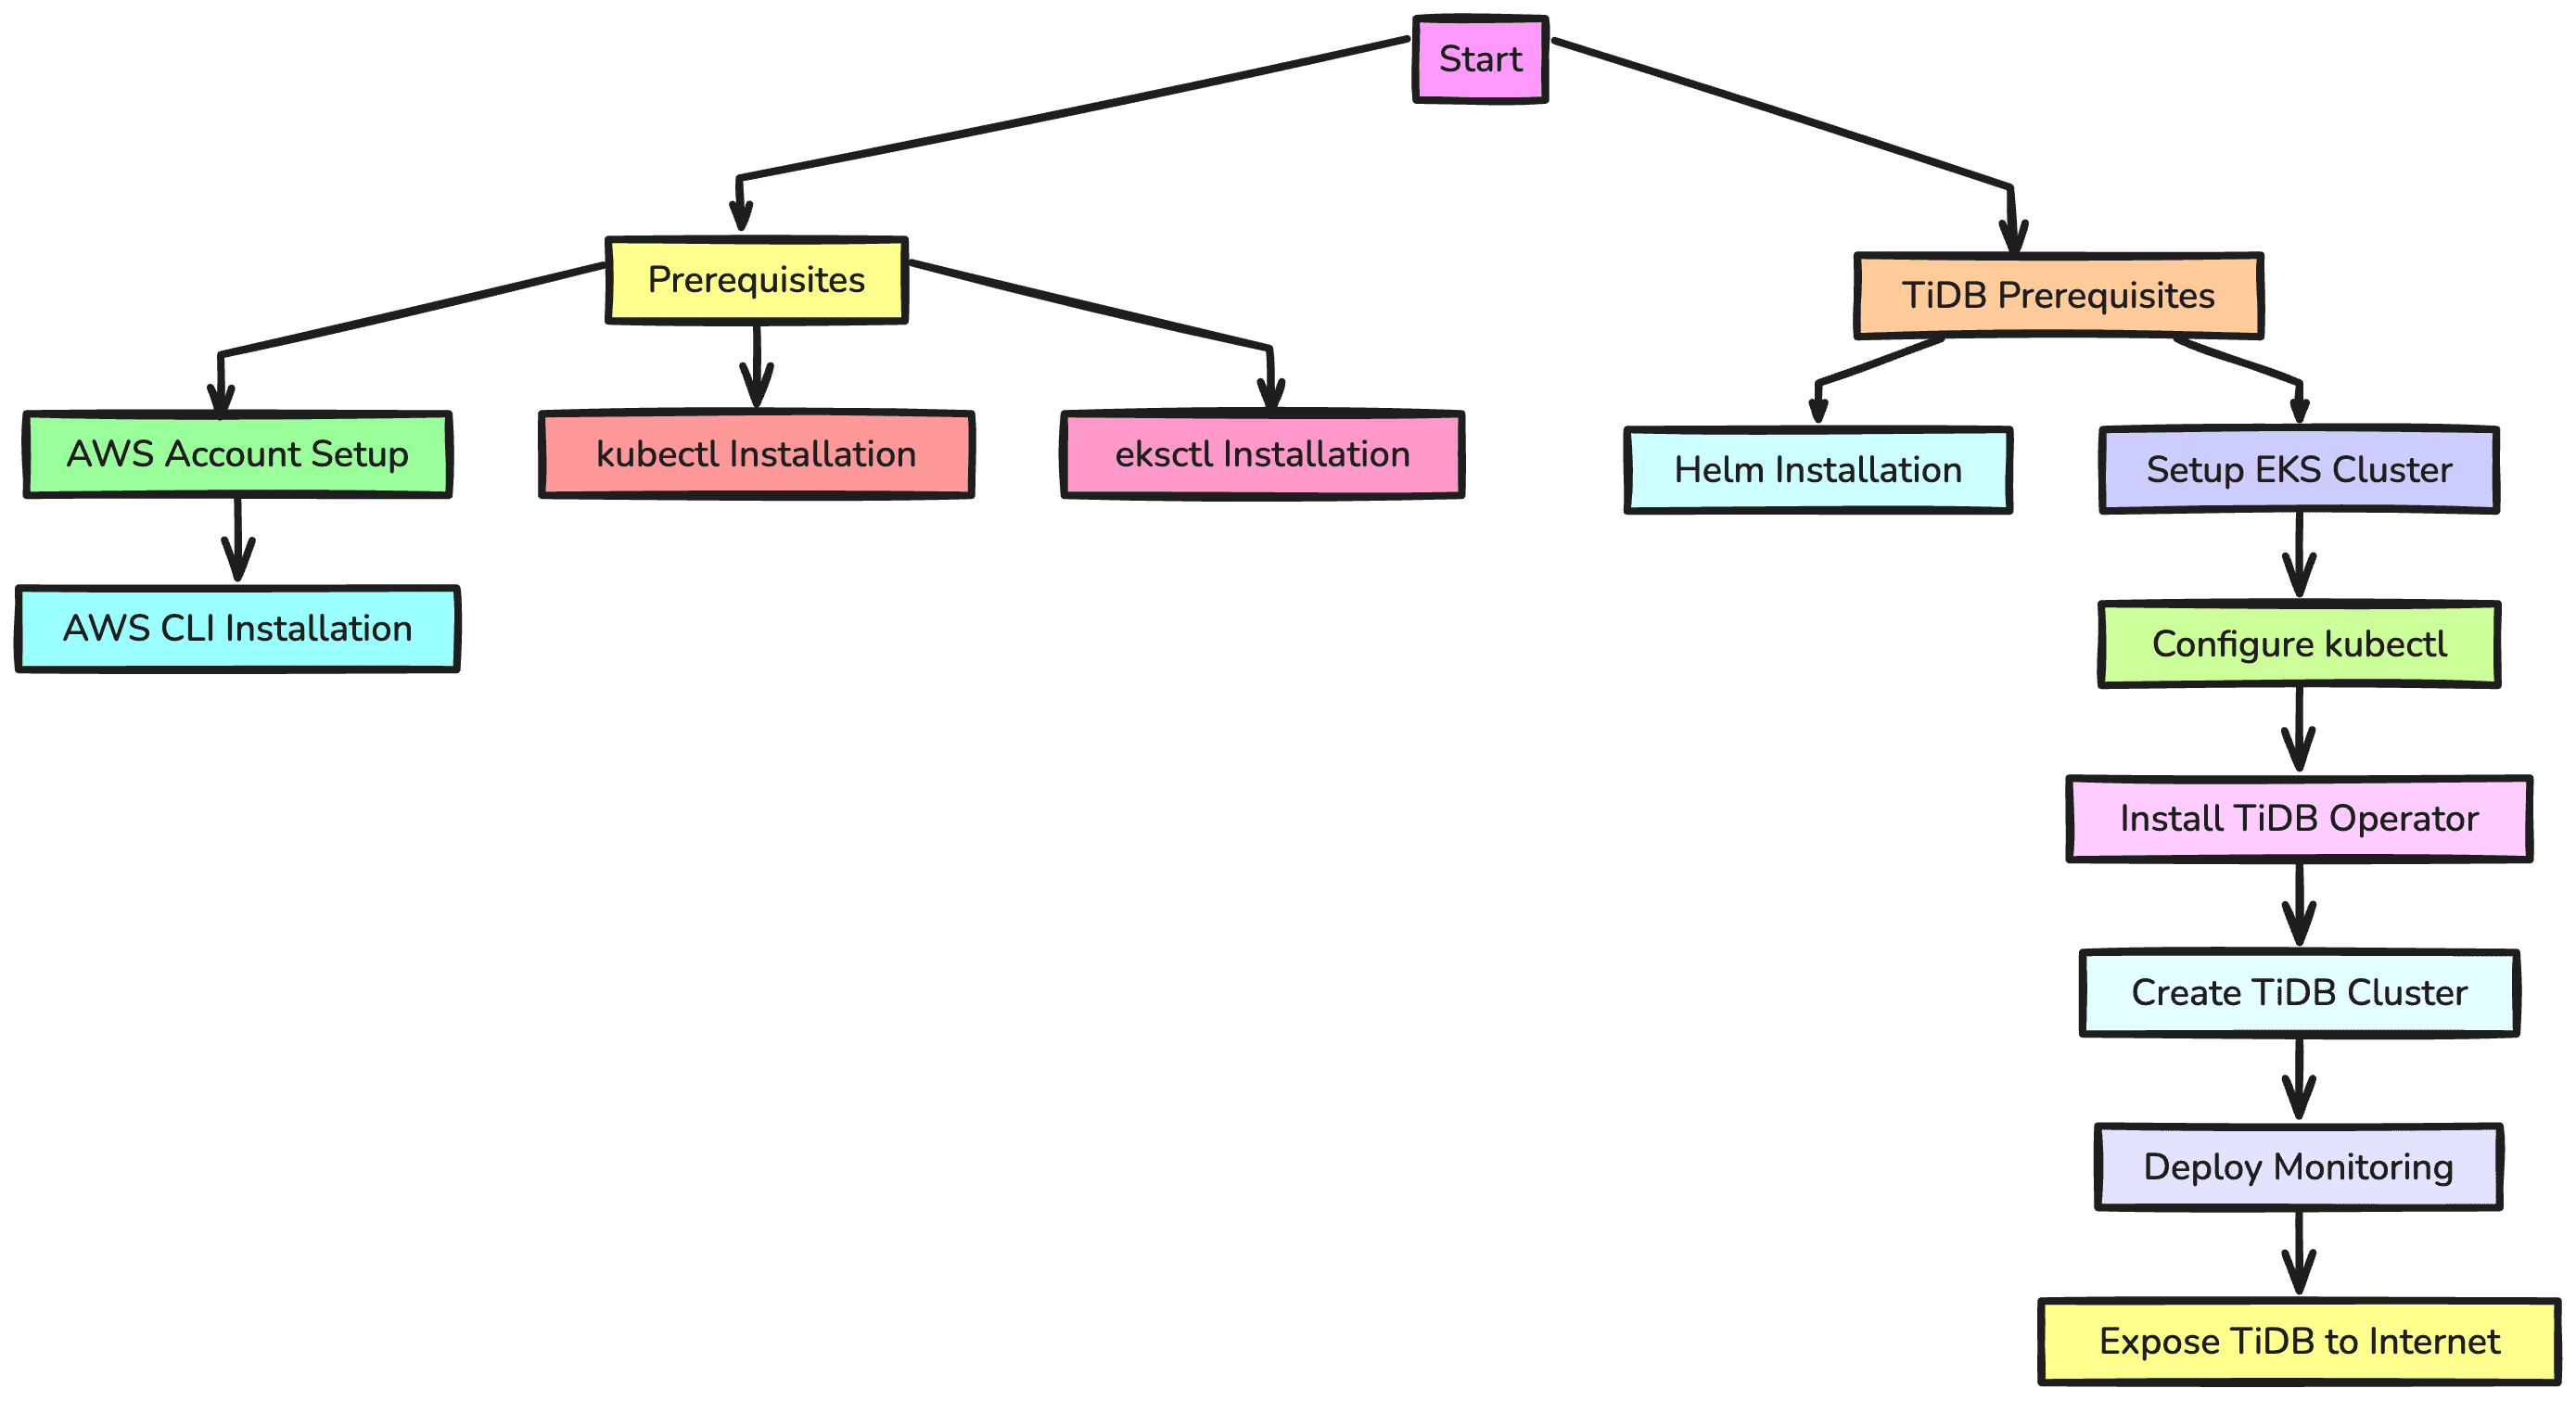 Start
Prerequisites
TiDB Prerequisites
AWS Account Setup
kubectl Installation
eksctl Installation
Helm Installation
Setup EKS Cluster
AWS CLI Installation
Configure kubectl
Install TiDB Operator
Create TiDB Cluster
Deploy Monitoring
Expose TiDB to Internet